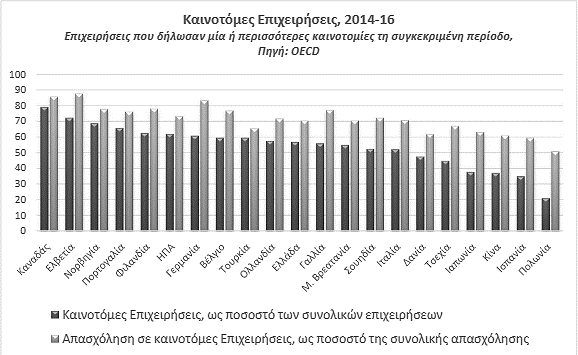 Καινοτόμες Επιχειρήσεις, 2014-16
Επιχειρήσεις που δήλωσαν μία ή περισσότερες καινοτομίες τη συγκεκριμένη περίοδο,
Πηγή: OECD
100
90
80
70
60
50
40
30
20
10
0
Καναδάς
Ελβετία
Νορβηγία
Πορτογαλία
Φιλανδία
ΗΠΑ
Γερμανία
Βέλγιο
Τουρκία
Ολλανδία
Ελλάδα
Γαλλία
Μ. Βρεατανία
Σουηδία
Ιταλία
Δανία
Τσεχία
Ιαπωνία
Κίνα
Ισπανία
Πολωνία
Καινοτόμες Επιχειρήσεις, ως ποσοστό των συνολικών επιχειρήσεων
Απασχόληση σε καινοτόμες Επιχειρήσεις, ως ποσοστό της συνολικής απασχόλησης